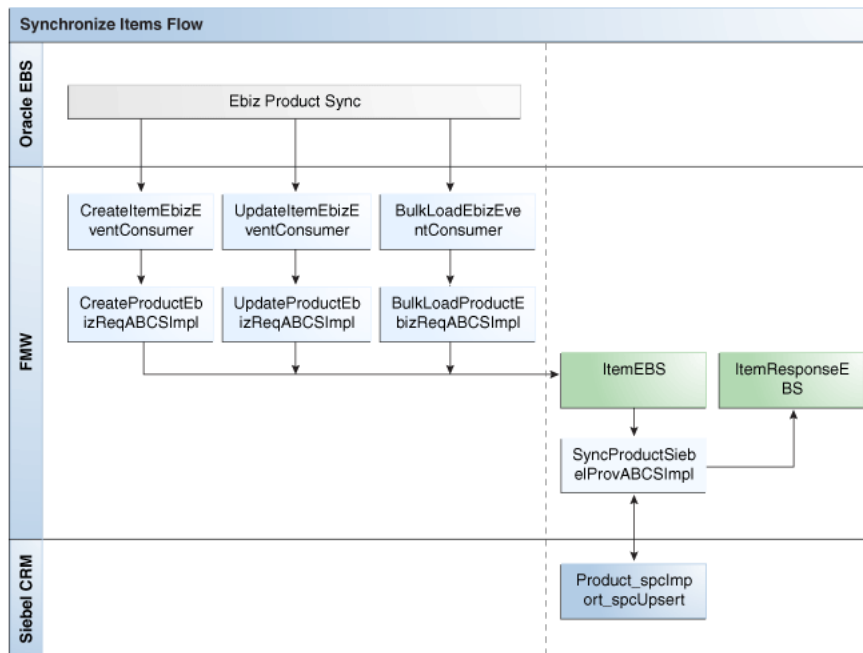 Synchronize Items Flow
Oracle EBS
Ebiz Product Sync
FMW
CreateItemEbizE
ventConsumer
UpdateItemEbizE
ventConsumer
BulkLoadEbizEve
ntConsumer
CreateProductEb
izReqABCSImpl
UpdateProductEb
izReqABCSImpl
BulkLoadProductE
bizReqABCSImpl
ItemEBS
ItemResponseE
BS
SyncProductSieb
elProvABCSImpl
Siebel CRM
Product_spcImp
ort_spcUpsert